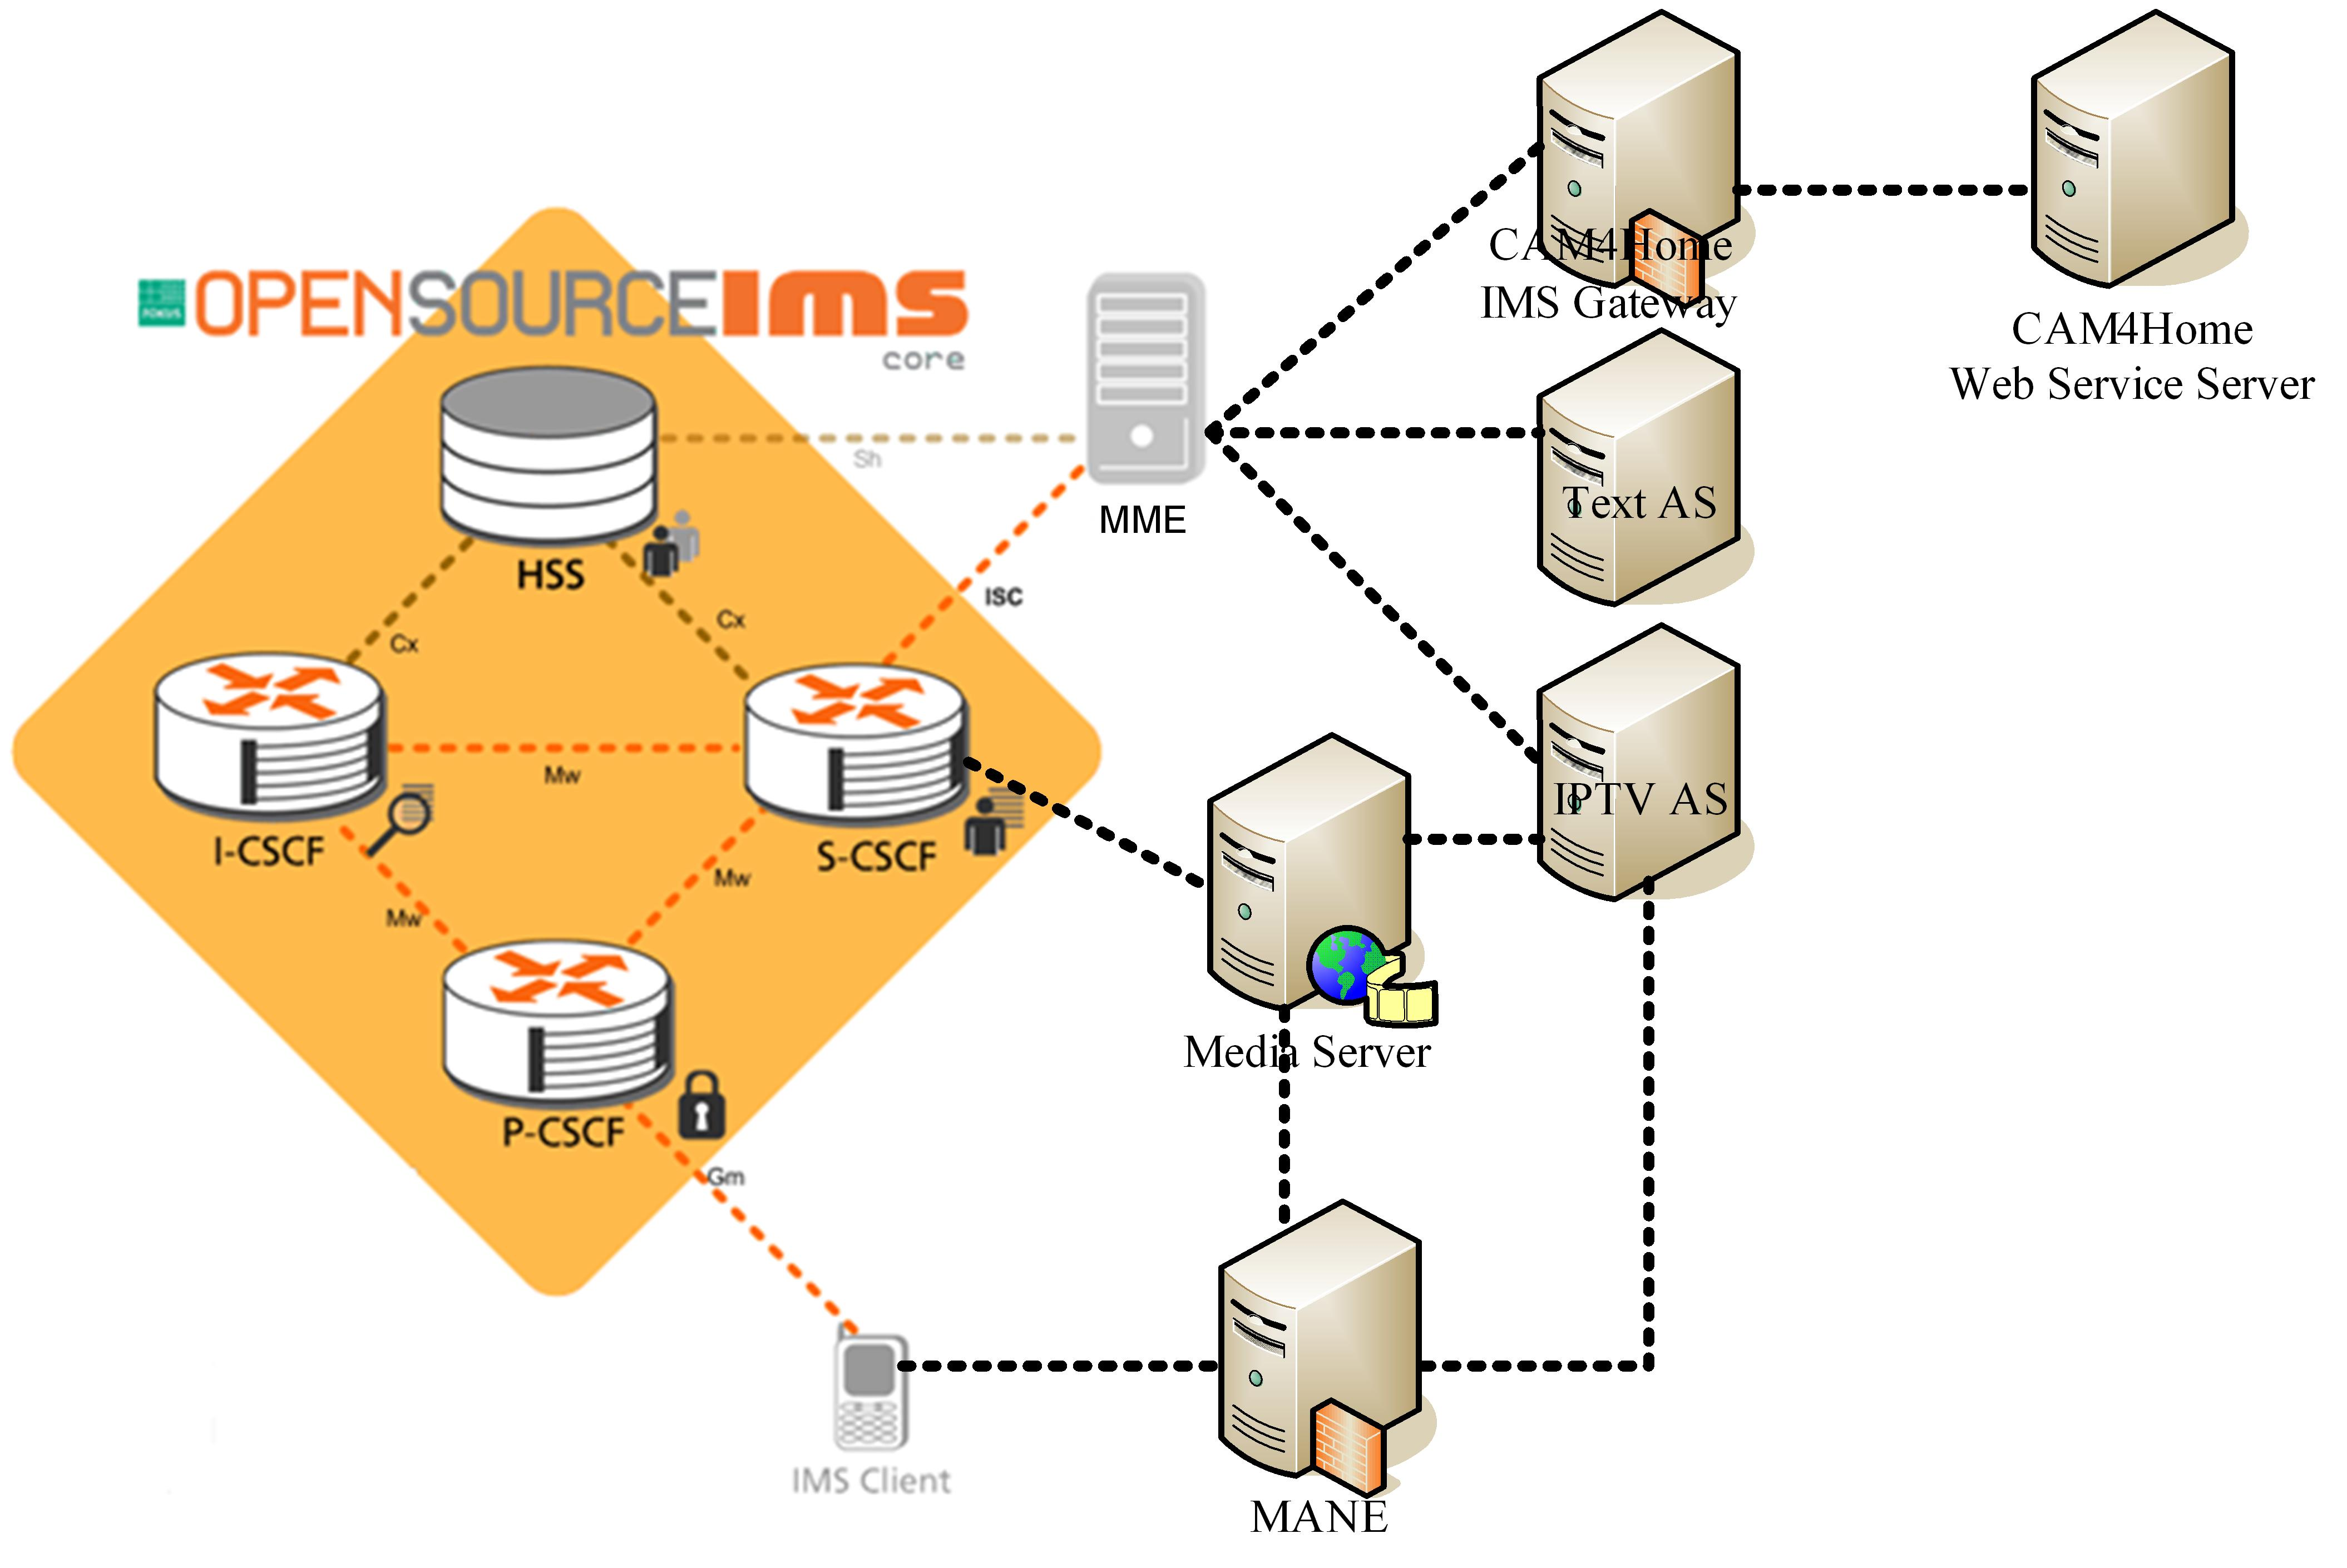 FOKUS
OPENSOURCEIMS
core
CAM4Home
IMS Gateway
CAM4Home
Web Service Server
Sh
MME
Text AS
HSS
ISC
Cx
Cx
Mw
IPTV AS
I-CSCF
S-CSCF
Mw
Mw
Media Server
P-CSCF
Gm
IMS Client
MANE